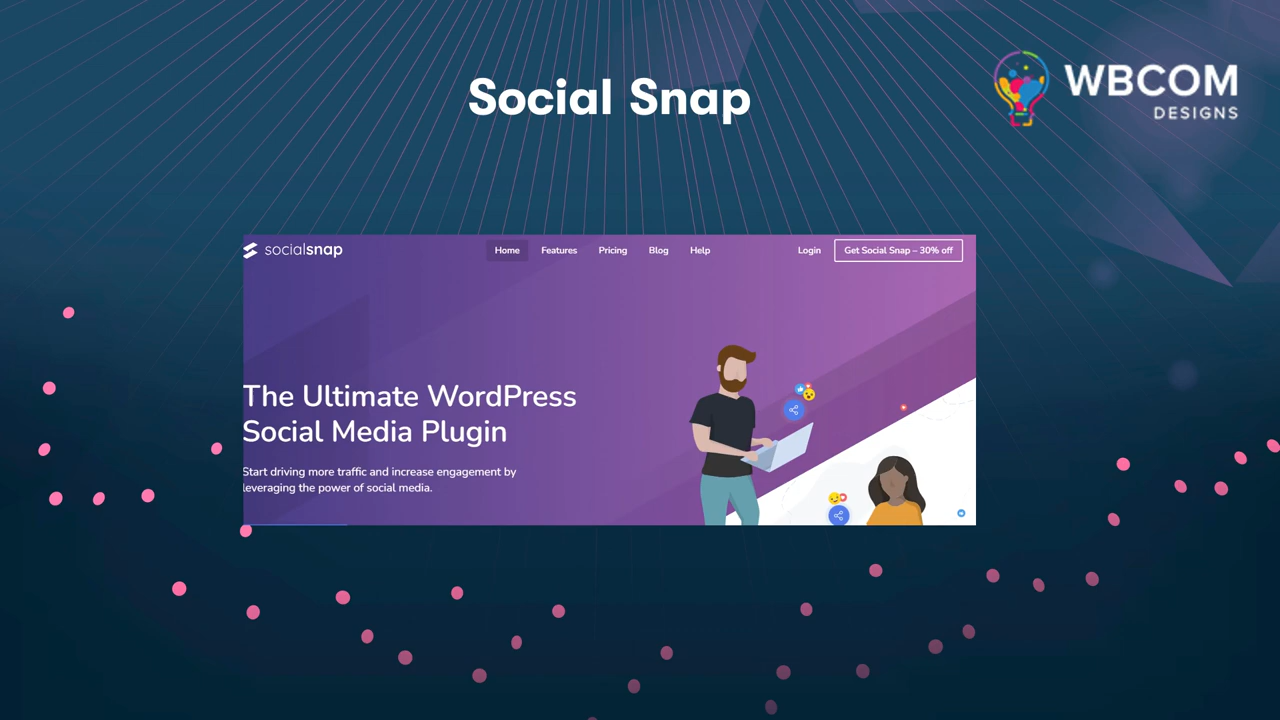 Social Snap
WBCOM
DESIGNS
socialsnap
Home Features Pricing Blog Help Login Get Social Snap – 30% off
The Ultimate WordPress
Social Media Plugin
Start driving more traffic and increase engagement by
leveraging the power of social media.